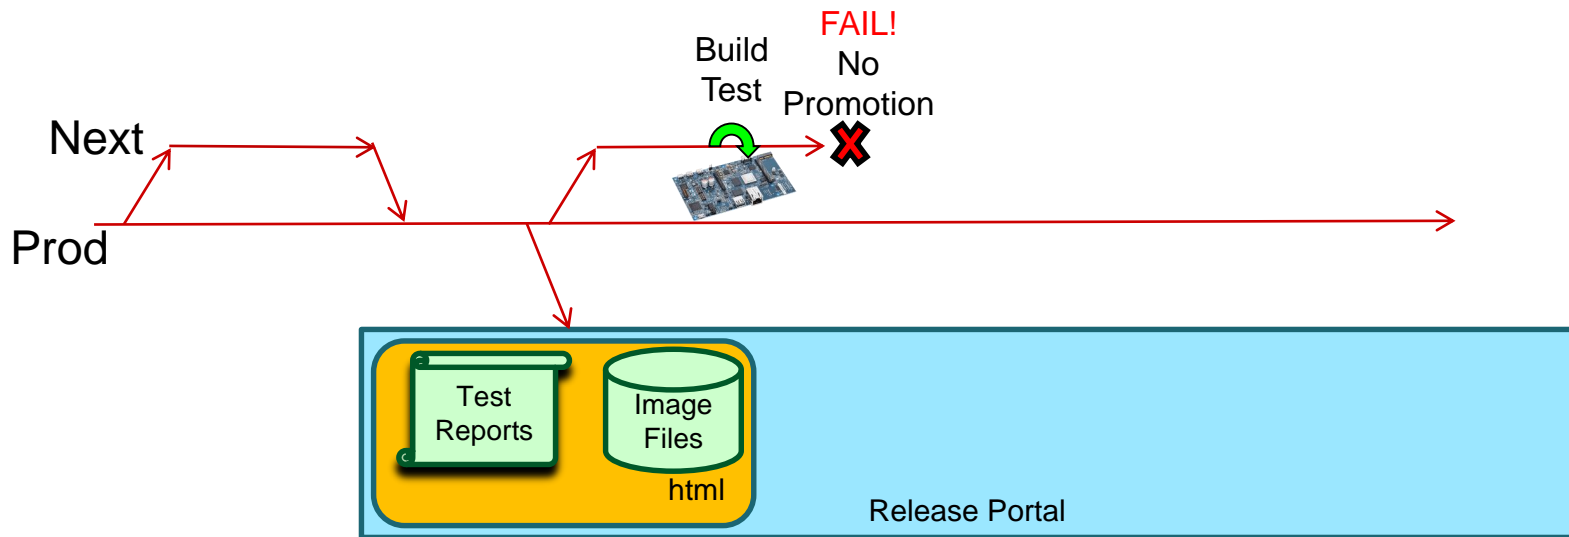 FAIL!
Build
Test
No
Promotion
Next
Prod
Test
Reports
Image
Files
html
Release Portal